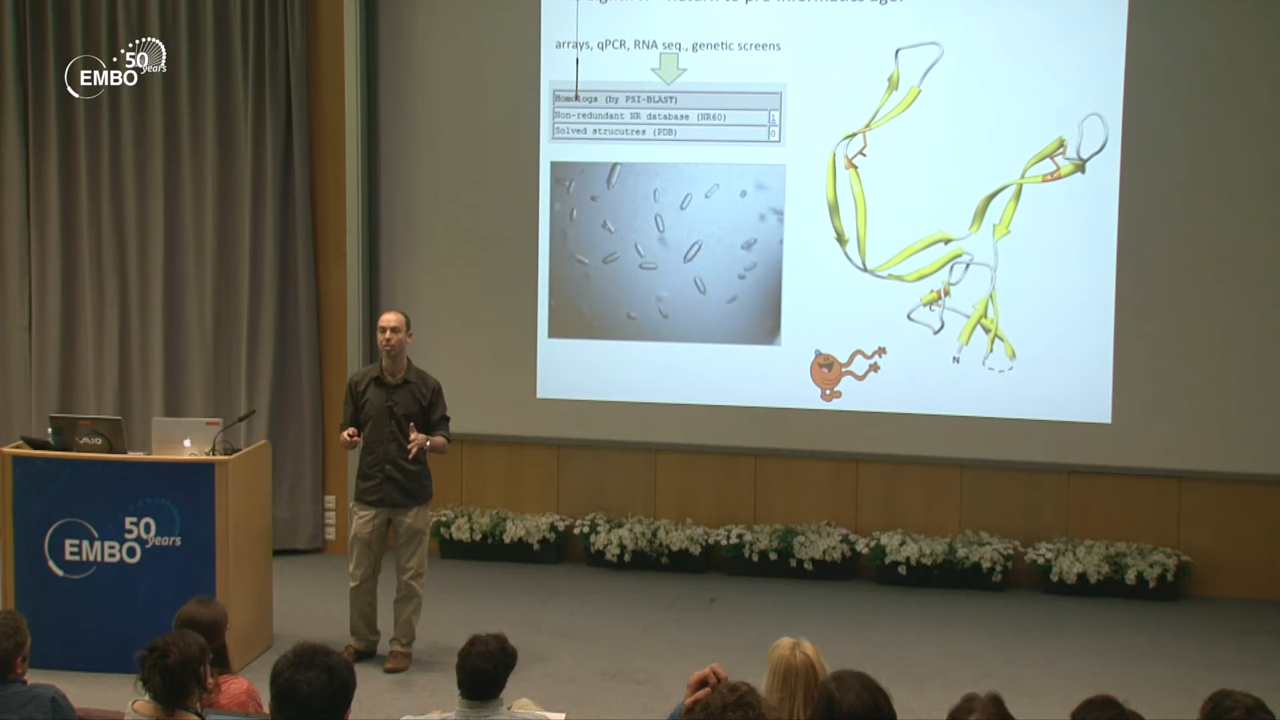 50
years
EMBO
arrays, qPCR, RNA seq., genetic screens
Homologs (by PSI-BLAST)
Non-redundant NR database (NR60) 1
Solved strucutres (PDB) 0
N
VAIO
50
years
EMBO